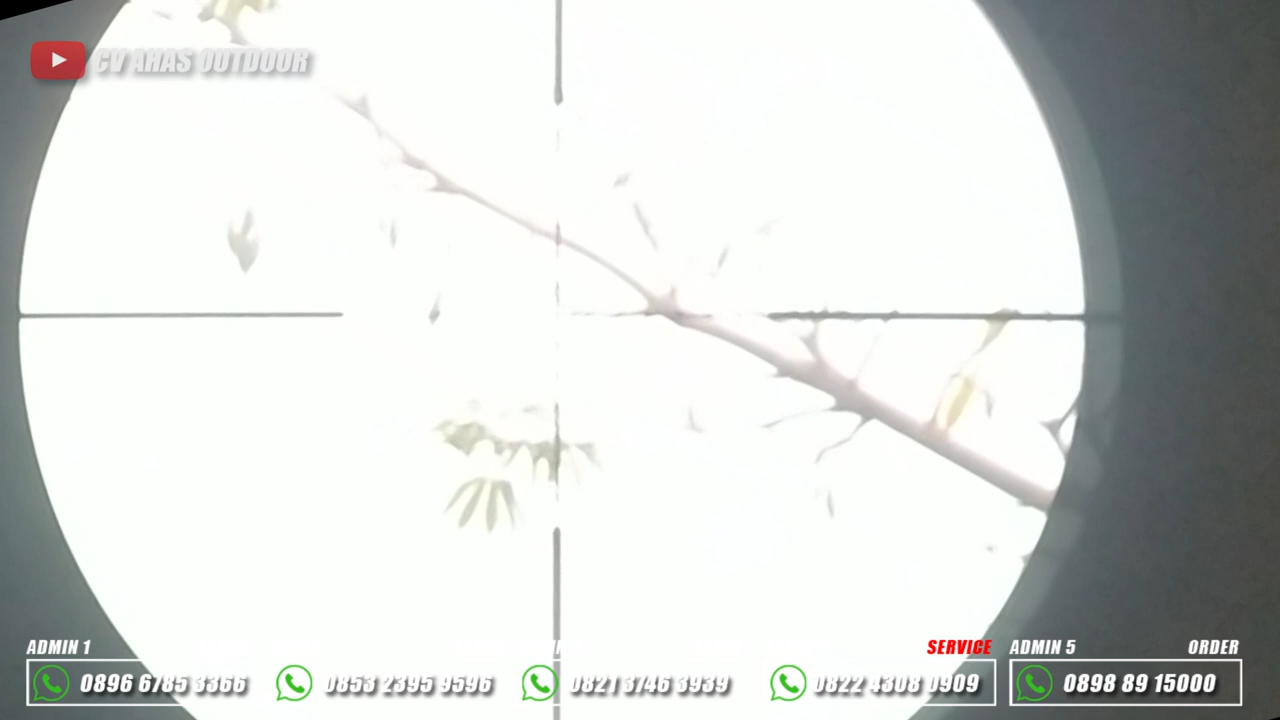 CV AHAS OUTDOOR
ADMIN 1
SERVICE
ADMIN 5
ORDER
0896 6785 3366
0853 2395 9596
0821 3746 3939
0822 4308 0909
0898 89 15000